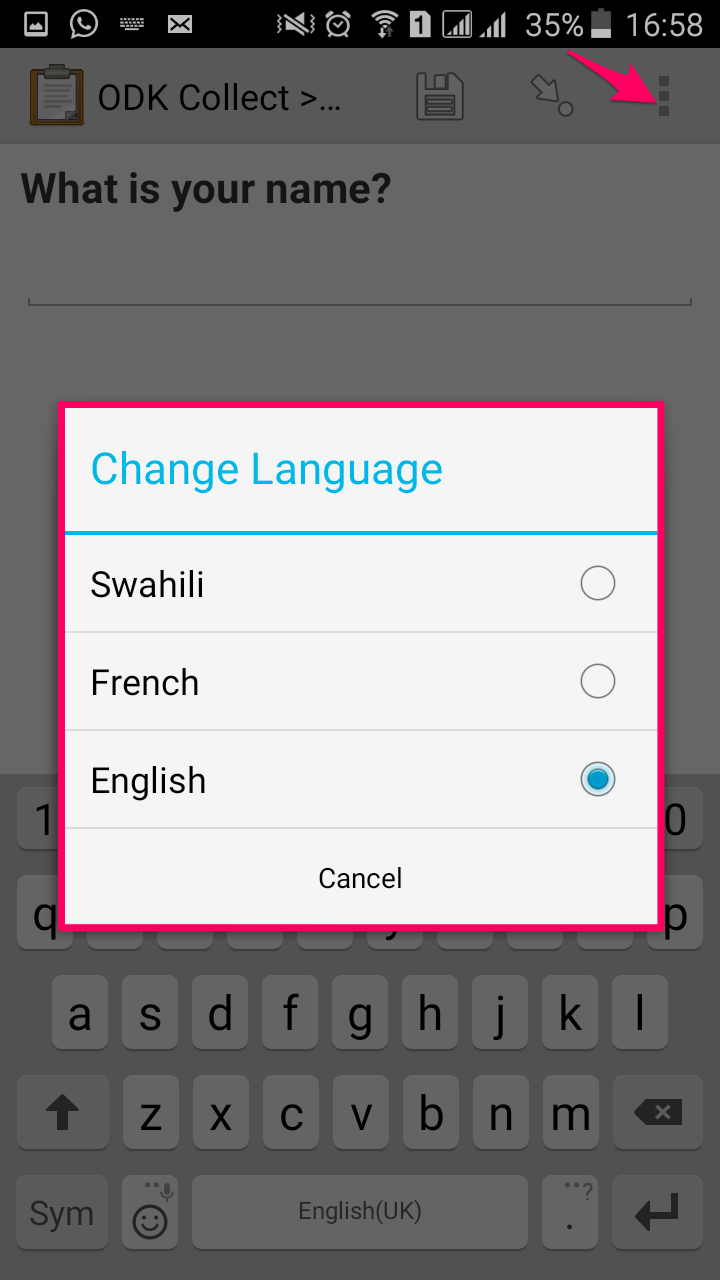 1 35% 16:58
ODK Collect >...
What is your name?
Change Language
Swahili
French
English
Cancel
1 0
q y p
a s d f g h j k l
z x c v b n m
Sym English(UK) . ?